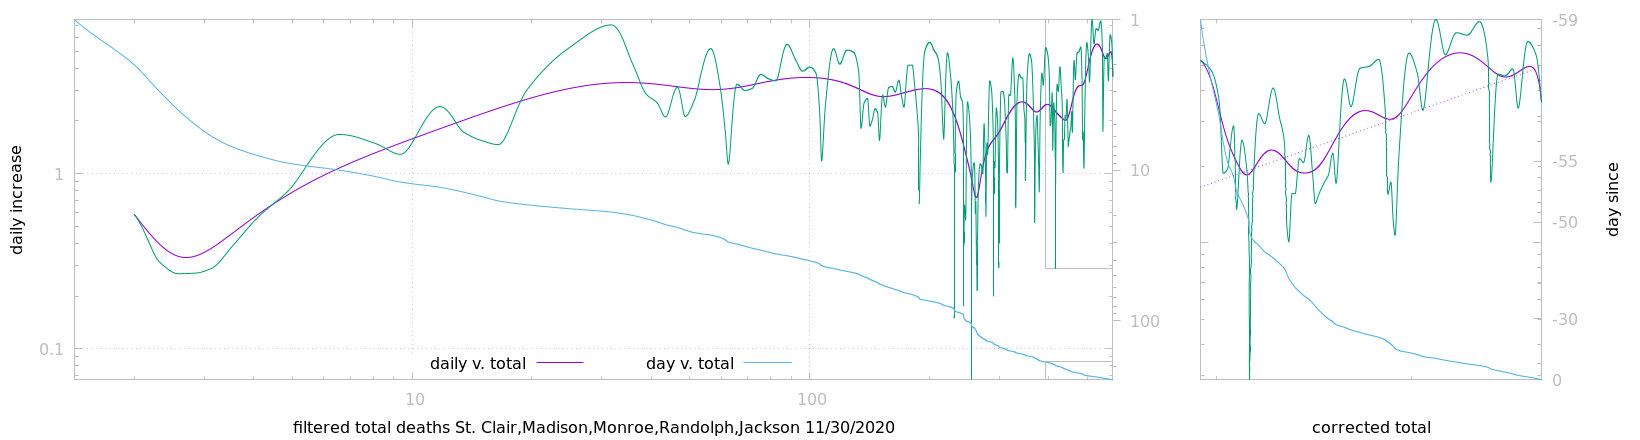 daily increase
1
0.1
10
100
1
10
100
daily v. total
day v. total
filtered total deaths St. Clair,Madison,Monroe,Randolph,Jackson 11/30/2020
-59
-55
-50
-30
0
day since
corrected total